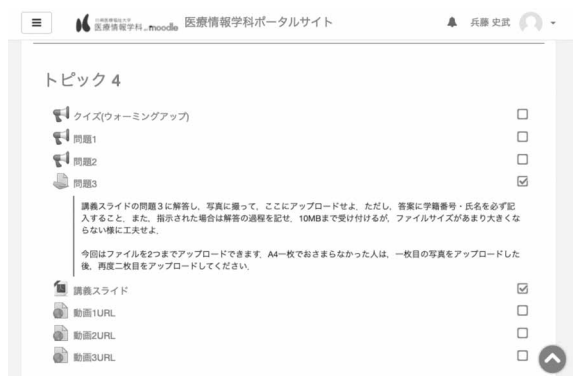 医療情報学科 moodle 医療情報学科ポータルサイト 兵藤 史武
トピック 4
クイズ(ウォーミングアップ)
問題1
問題2
問題3
講義スライドの問題3に解答し、写真に撮って、ここにアップロードせよ．ただし、答案に学籍番号・氏名を必ず記
入すること．また、指示された場合は解答の過程を記せ．10MBまで受け付けるが、ファイルサイズがあまり大きくな
らない様に工夫せよ．
今回はファイルを2つまでアップロードできます．A4一枚でおさまらなかった人は、一枚目の写真をアップロードした
後、再度二枚目をアップロードしてください．
講義スライド
動画1URL
動画2URL
動画3URL